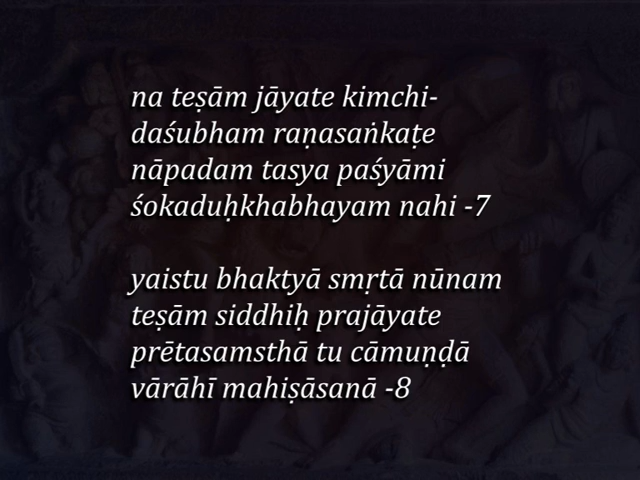 na teṣām jāyate kimchi-
daśubham raṇasaṅkaṭe
nāpadam tasya paśyāmi
śokaduḥkhabhayam nahi -7
yaistu bhaktyā smṛtā nūnam
teṣām siddhiḥ prajāyate
prētasamsthā tu cāmuṇḍā
vārāhī mahiṣāsanā -8